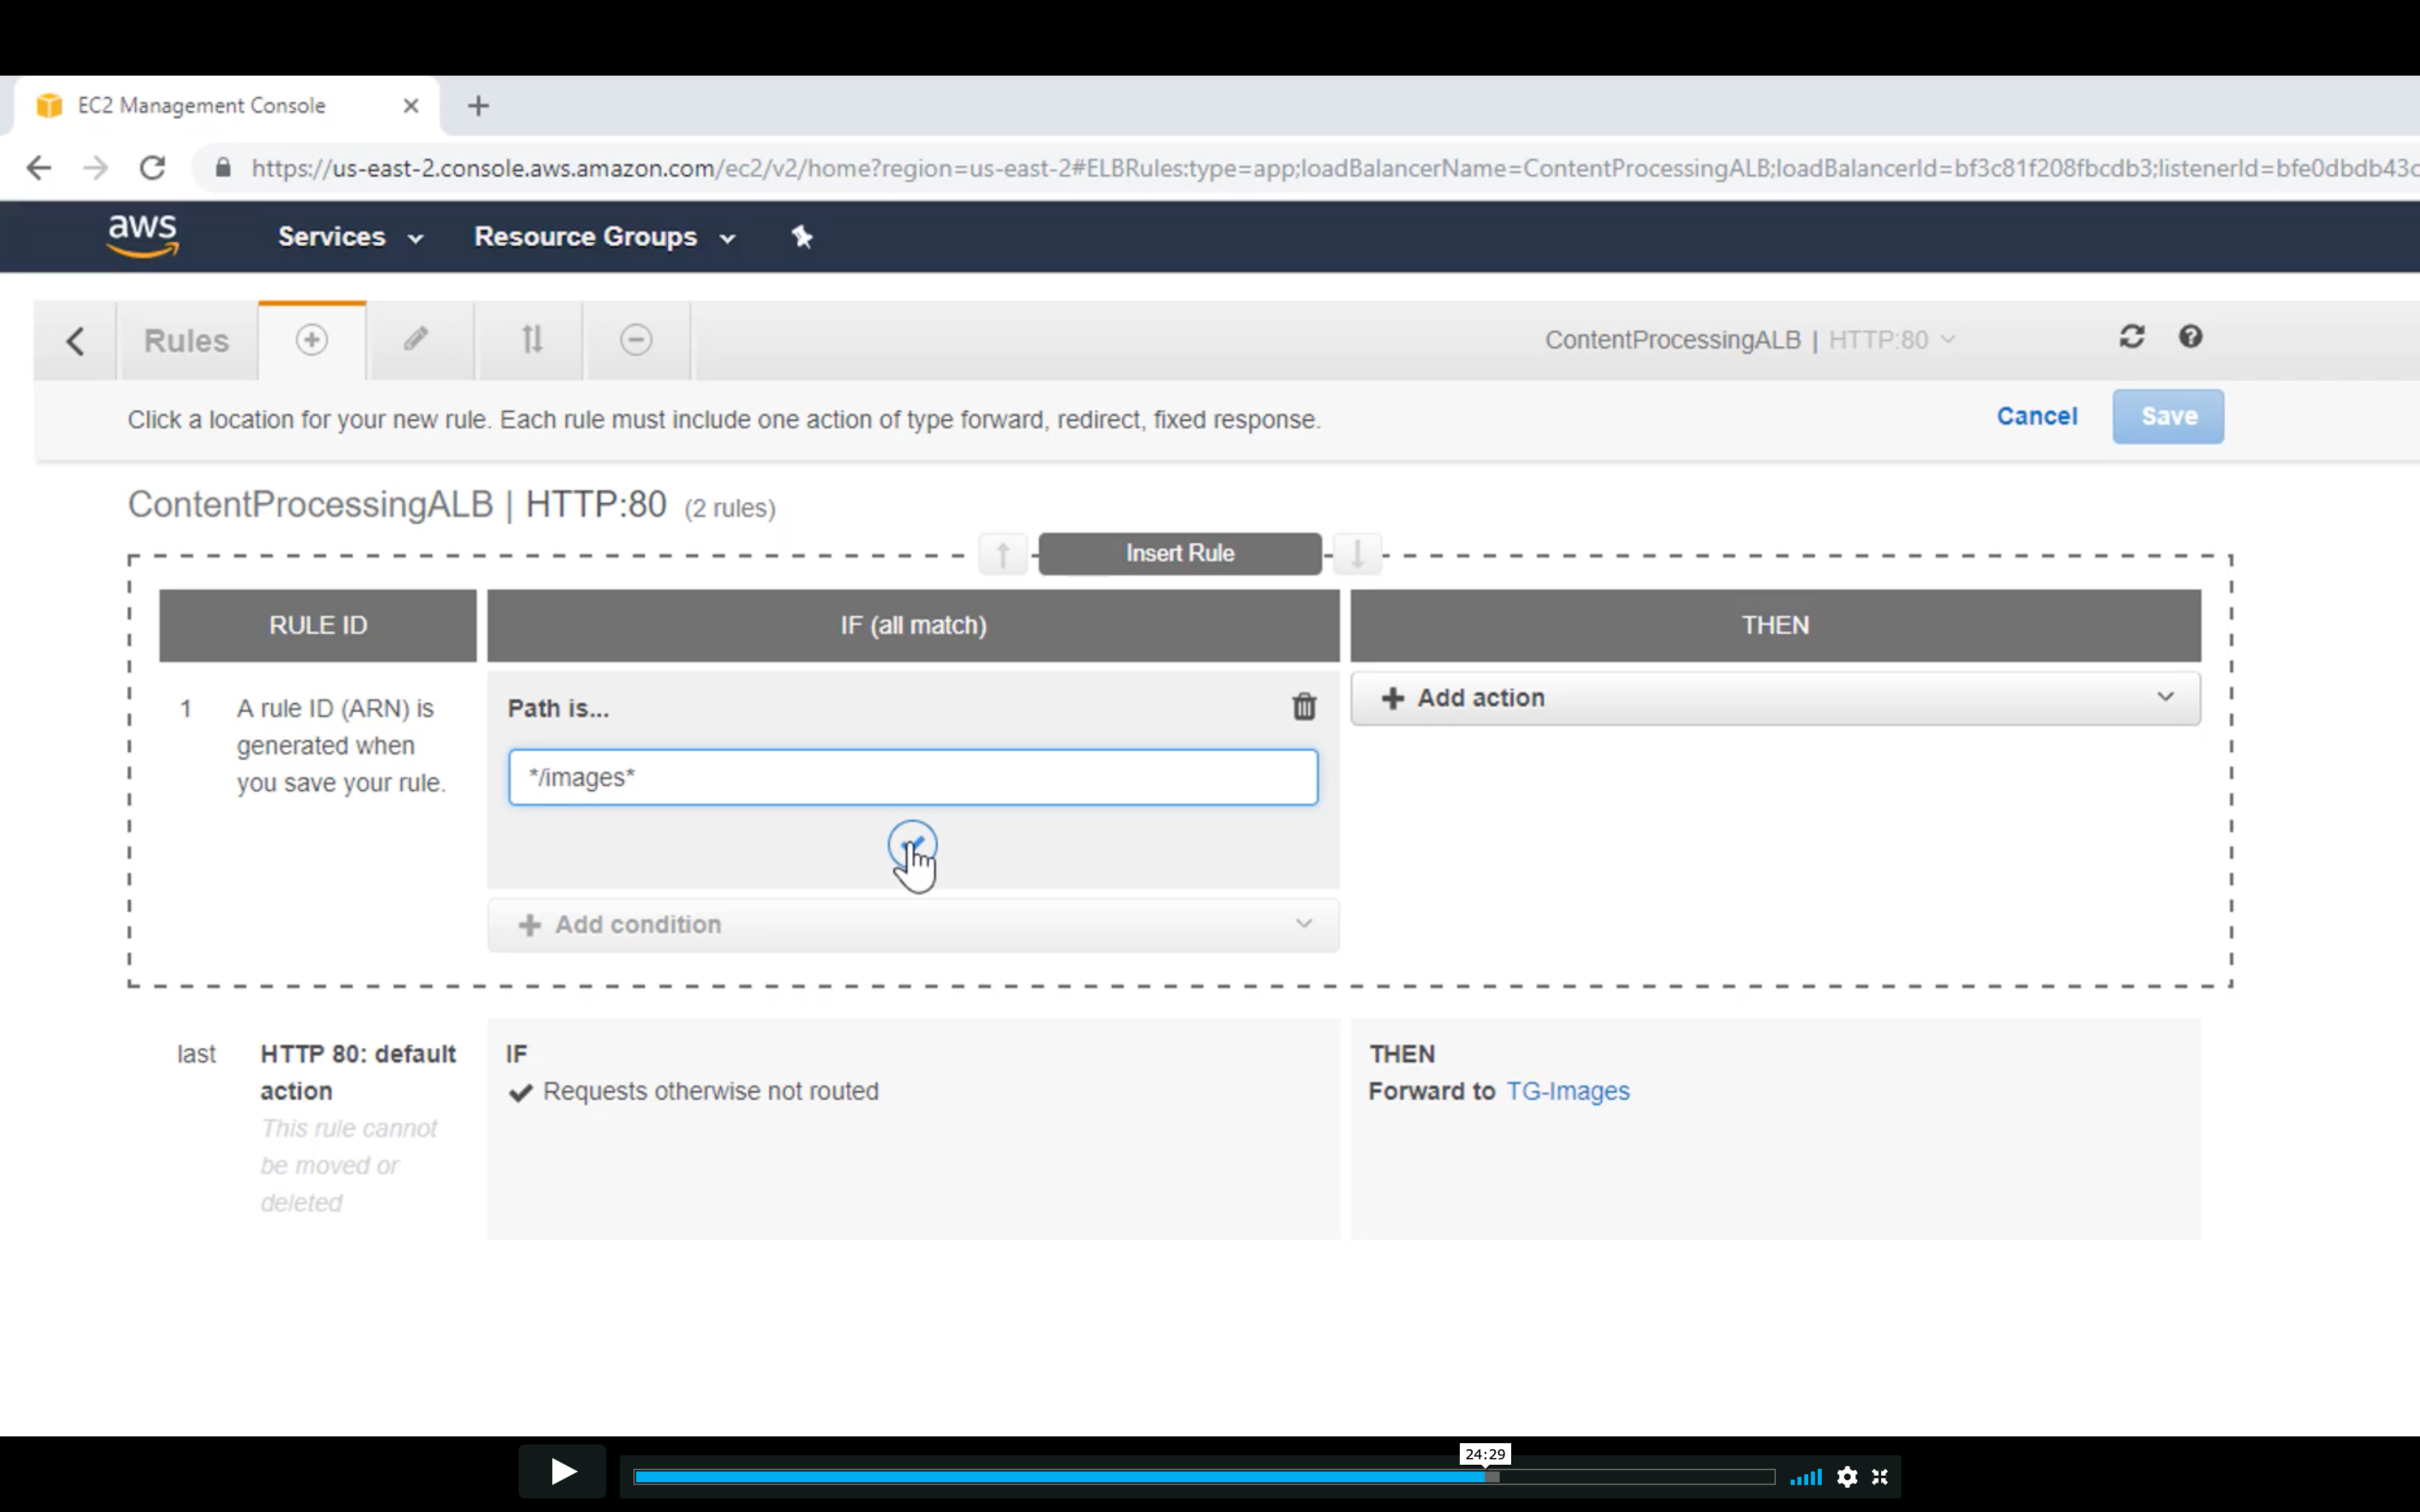 EC2 Management Console
https://us-east-2.console.aws.amazon.com/ec2/v2/home?region=us-east-2#ELBRules:type=app;loadBalancerName=ContentProcessingALB;loadBalancerId=bf3c81f208fbcdb3;listenerId=bfe0dbdb43c
aws Services Resource Groups
Rules ContentProcessingALB | HTTP:80
Click a location for your new rule. Each rule must include one action of type forward, redirect, fixed response. Cancel Save
ContentProcessingALB | HTTP:80 (2 rules)
Insert Rule
RULE ID IF (all match) THEN
1 A rule ID (ARN) is
generated when
you save your rule.
Path is...
*/images*
Add condition
Add action
last HTTP 80: default
action
This rule cannot
be moved or
deleted
IF
Requests otherwise not routed
THEN
Forward to TG-Images
24:29